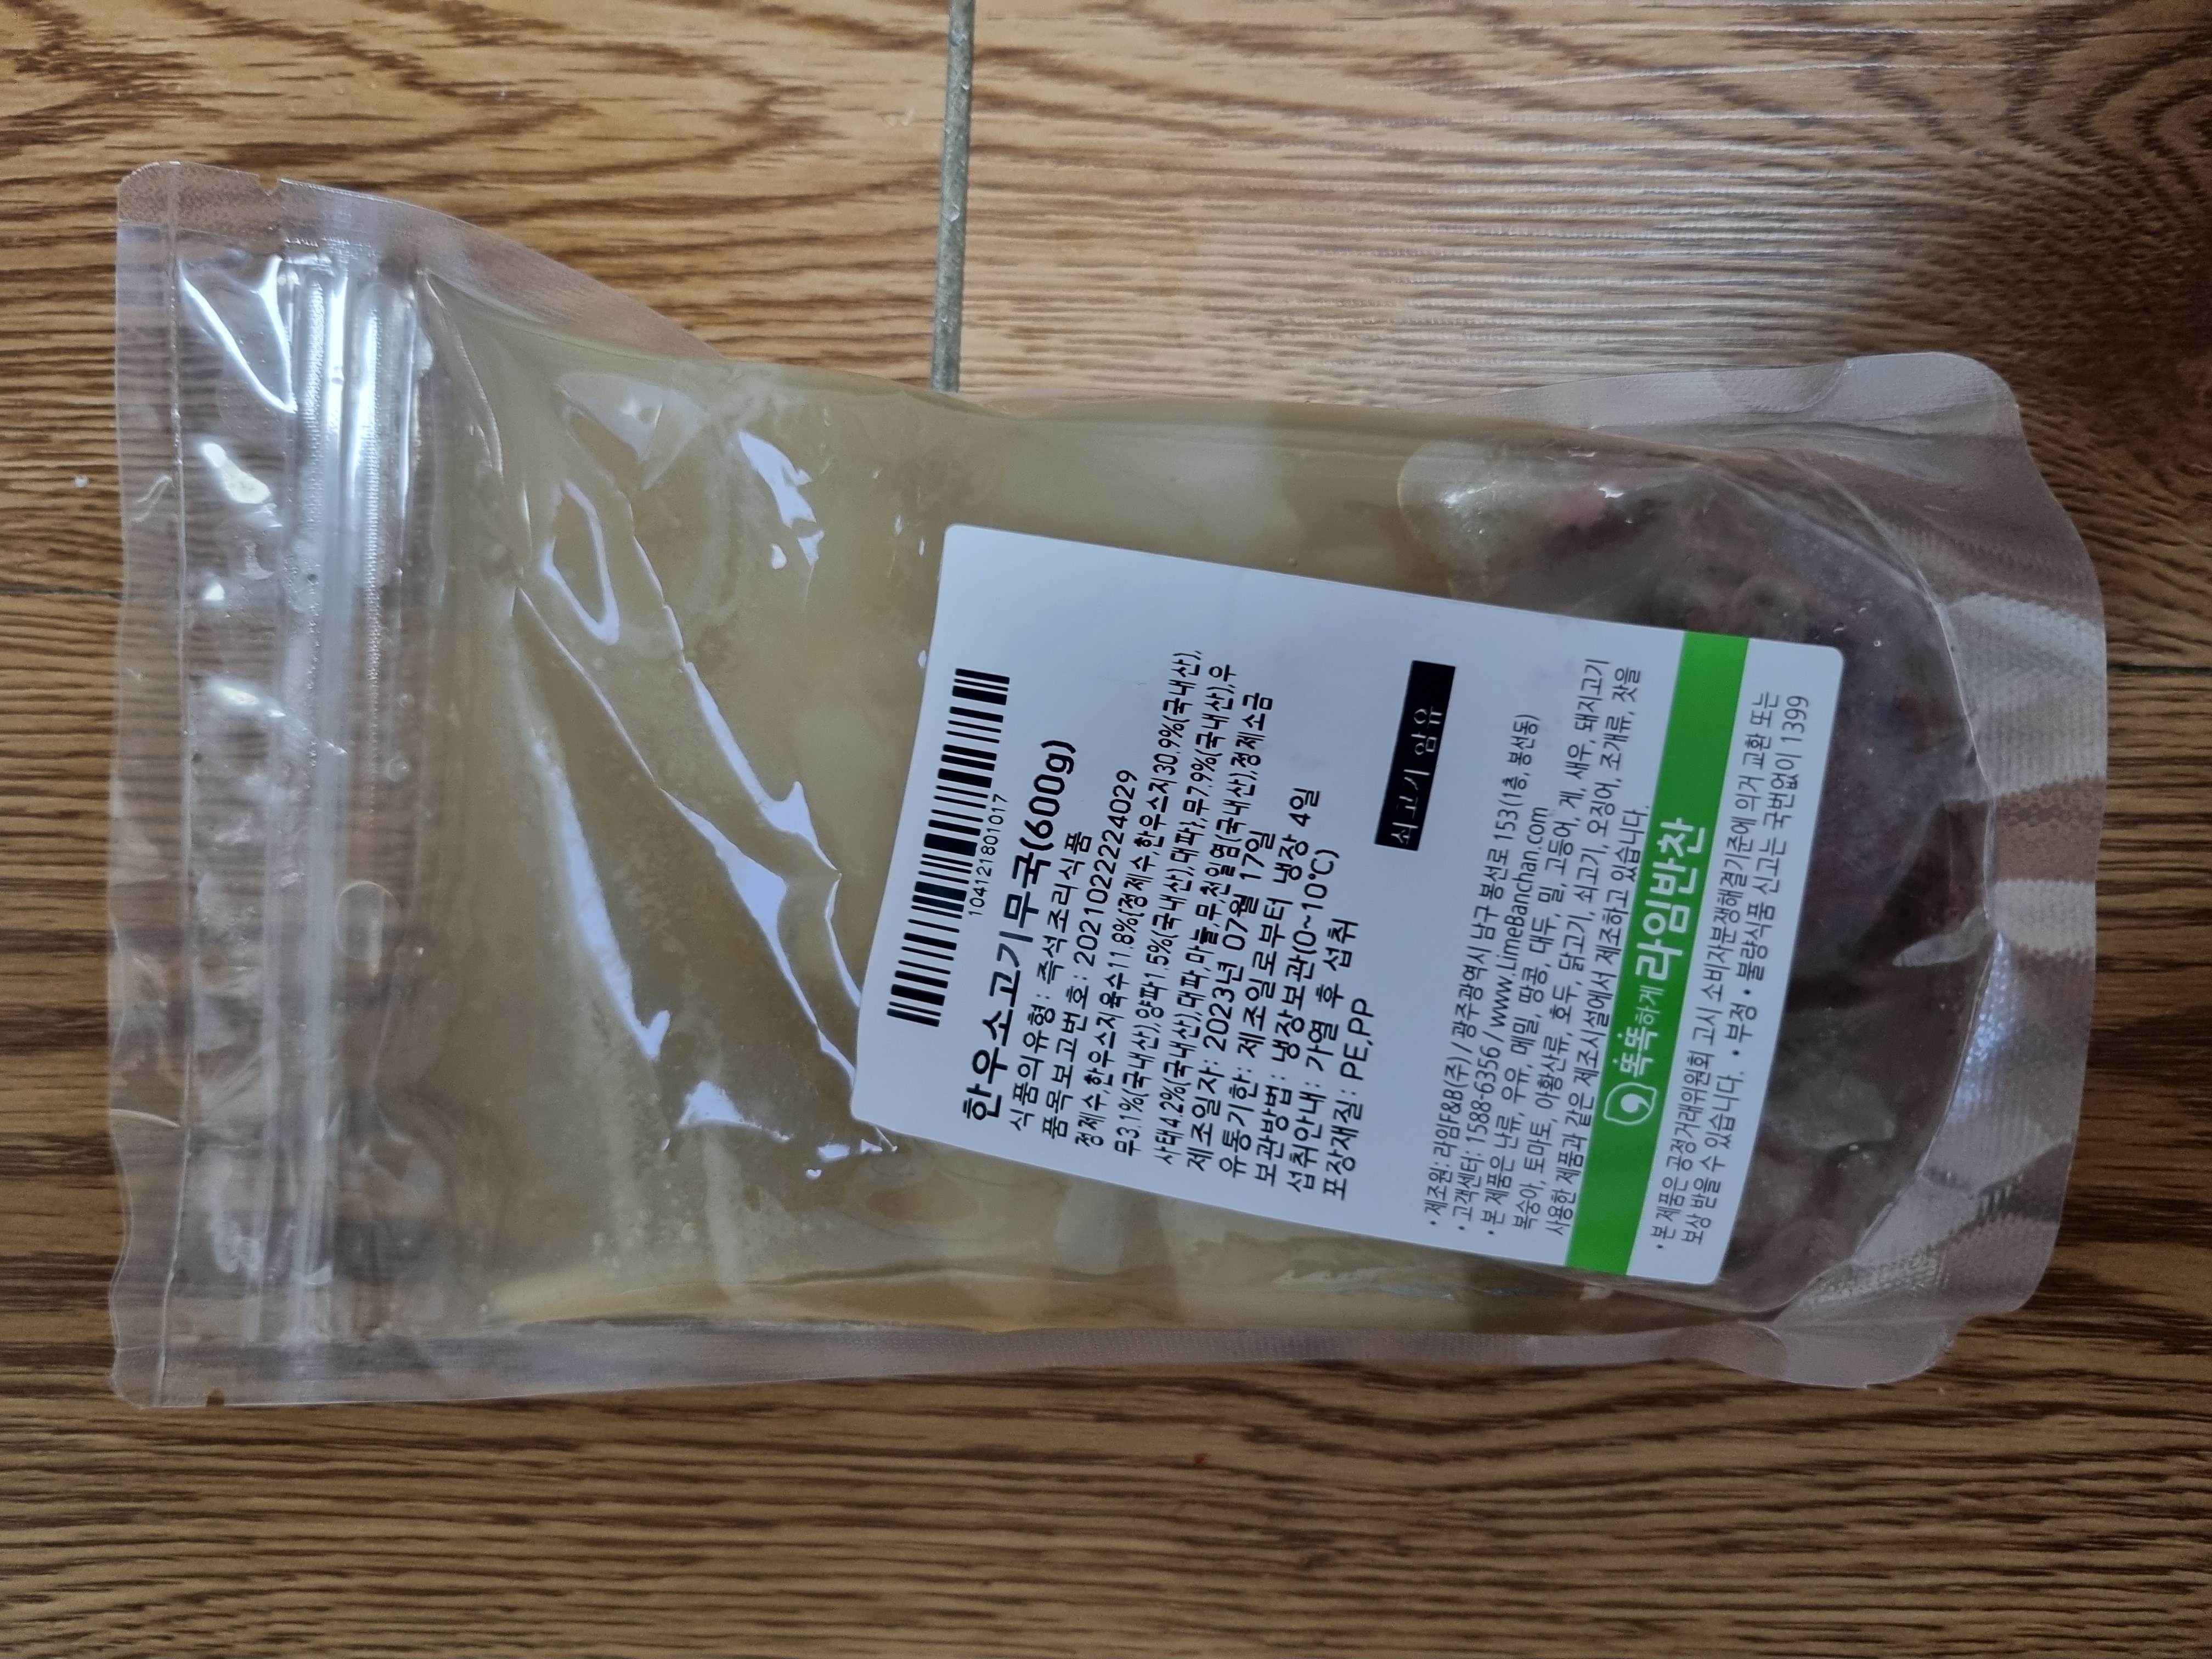 104121801017
한우소고기무국(600g)
식품의유형: 즉석조리식품
품목보고번호: 20210222224029
정제수,한우스지육수11.8%{정제수,한우스지30.9%(국내산),
무3.1%(국내산),양파1.5%(국내산),대파},무7.9%(국내산),우
사태4.2%(국내산),대파,마늘,무,천일염(국내산),정제소금
제조일자: 2023년 07월 17일
유통기한: 제조일로부터 냉장 4일
보관방법: 냉장보관(0~10℃)
섭취안내: 가열 후 섭취
포장재질: PE,PP
쇠고기 함유
• 제조원: 라임F&B(주) / 광주광역시 남구 봉선로 153 (1층, 봉선동)
• 고객센터: 1588-6356 / www.LimeBanchan.com
• 본 제품은 난류, 우유, 메밀, 땅콩, 대두, 밀, 고등어, 게, 새우, 돼지고기
복숭아, 토마토, 아황산류, 호두, 닭고기, 쇠고기, 오징어, 조개류, 잣을
사용한 제품과 같은 제조시설에서 제조하고 있습니다.
똑똑하게 라임반찬
• 본 제품은 공정거래위원회 고시 소비자분쟁해결기준에 의거 교환 또는
보상 받을 수 있습니다. • 부정 • 불량식품 신고는 국번없이 1399